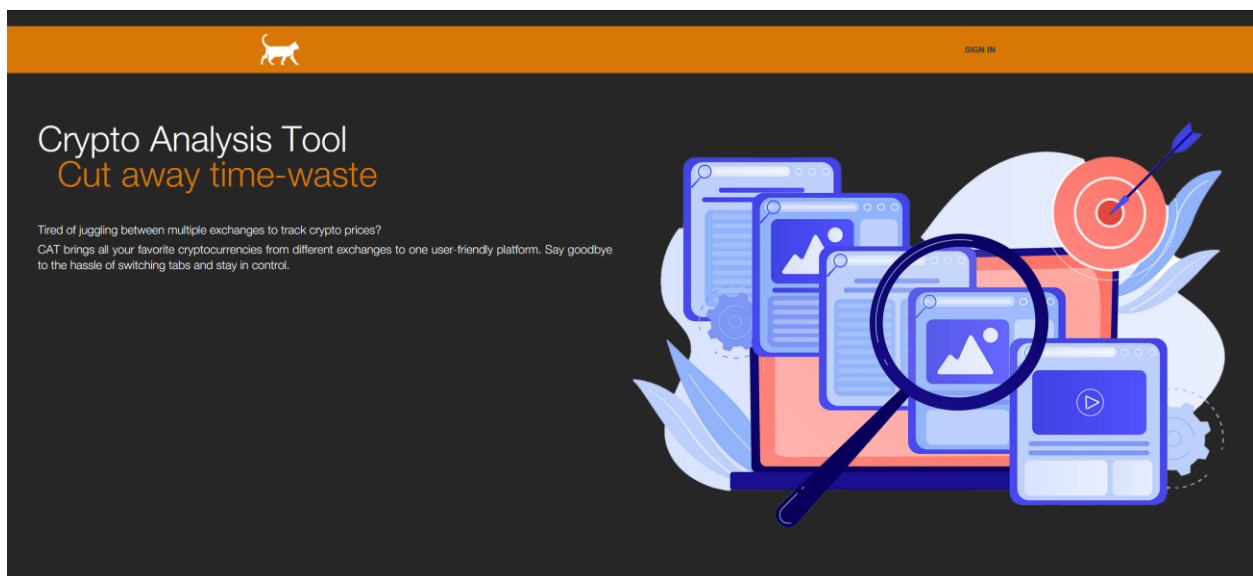 SIGN IN
Crypto Analysis Tool
Cut away time-waste
Tired of juggling between multiple exchanges to track crypto prices?
CAT brings all your favorite cryptocurrencies from different exchanges to one user-friendly platform. Say goodbye
to the hassle of switching tabs and stay in control.